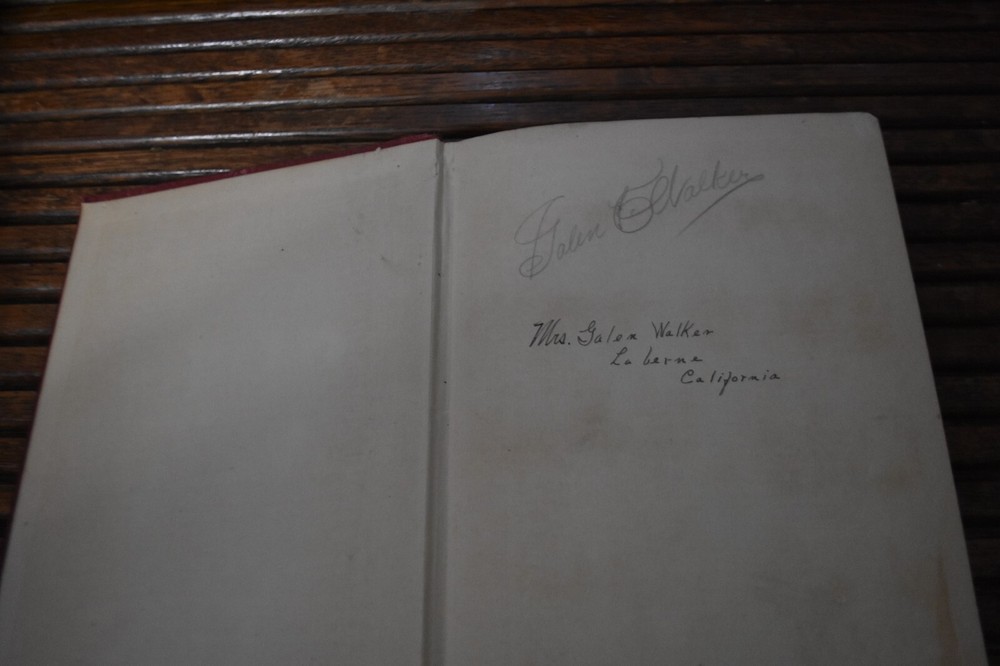 Galen B. Walker
Mrs. Galen Walker
La Verne
California